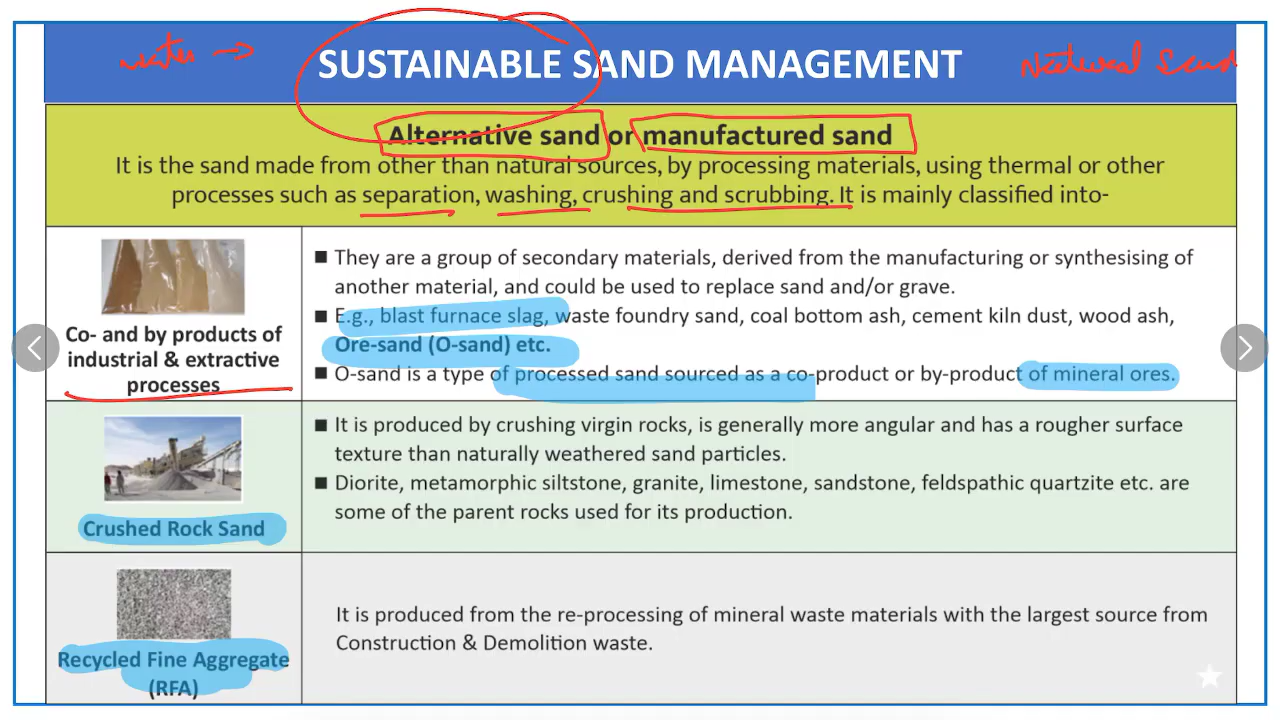 water → SUSTAINABLE SAND MANAGEMENT Natural Sand
Alternative sand or manufactured sand
It is the sand made from other than natural sources, by processing materials, using thermal or other
processes such as separation, washing, crushing and scrubbing. It is mainly classified into-
Co- and by products of
industrial & extractive
processes
■ They are a group of secondary materials, derived from the manufacturing or synthesising of
another material, and could be used to replace sand and/or grave.
■ E.g., blast furnace slag, waste foundry sand, coal bottom ash, cement kiln dust, wood ash,
Ore-sand (O-sand) etc.
■ O-sand is a type of processed sand sourced as a co-product or by-product of mineral ores.
Crushed Rock Sand
■ It is produced by crushing virgin rocks, is generally more angular and has a rougher surface
texture than naturally weathered sand particles.
■ Diorite, metamorphic siltstone, granite, limestone, sandstone, feldspathic quartzite etc. are
some of the parent rocks used for its production.
Recycled Fine Aggregate
(RFA)
It is produced from the re-processing of mineral waste materials with the largest source from
Construction & Demolition waste.